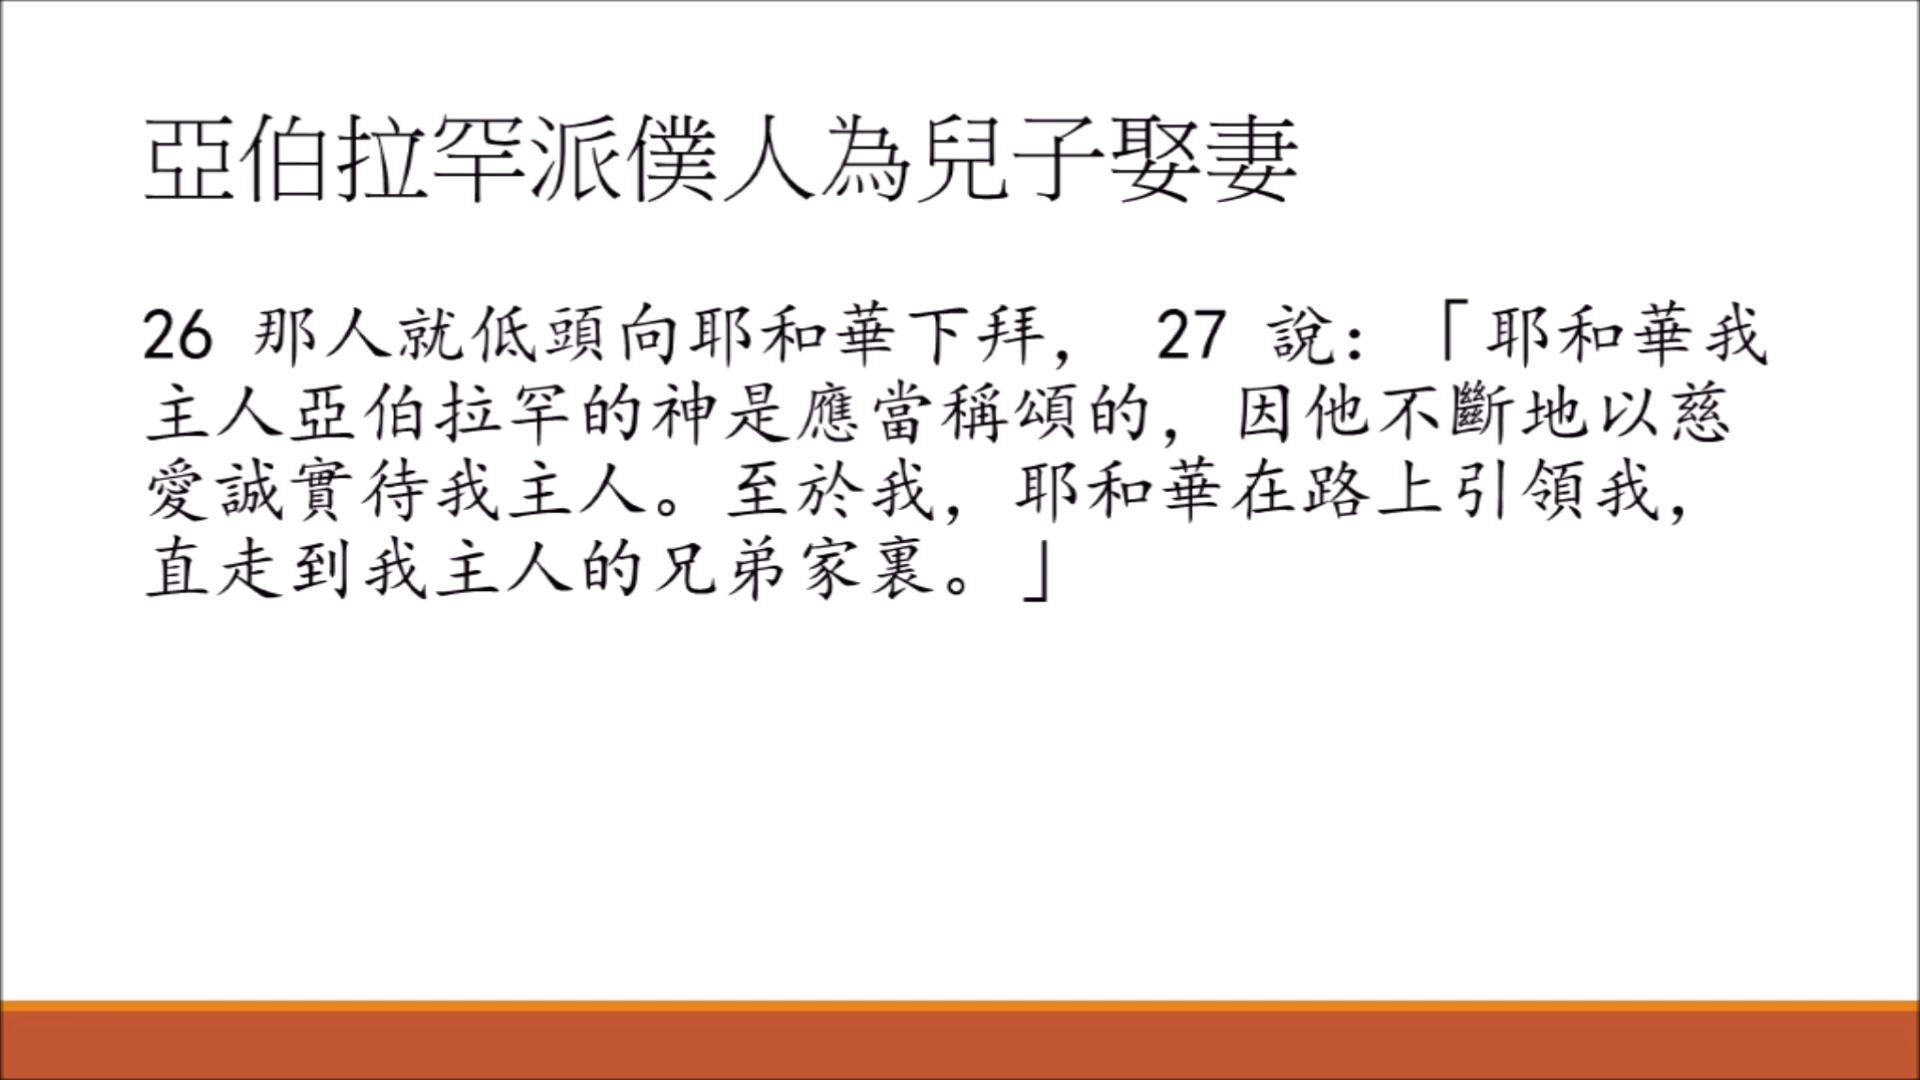 亞伯拉罕派僕人為兒子娶妻
26 那人就低頭向耶和華下拜， 27 說：「耶和華我
主人亞伯拉罕的神是應當稱頌的，因他不斷地以慈
愛誠實待我主人。至於我，耶和華在路上引領我，
直走到我主人的兄弟家裏。」